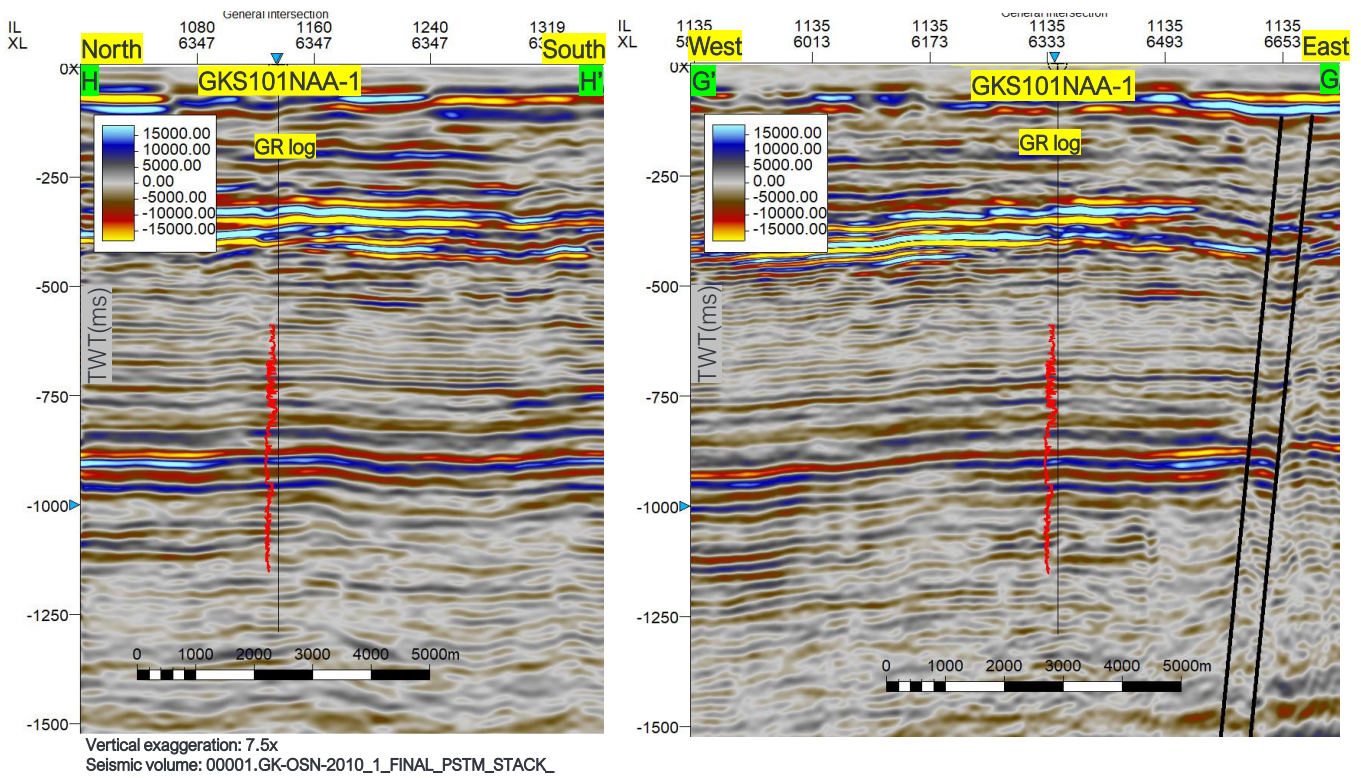 General Intersection
IL 1080 1160 1240 1319
XL 6347 6347 6347
North South
H H'
GKS101NAA-1
GR log
15000.00
10000.00
5000.00
0.00
-5000.00
-10000.00
-15000.00
TWT(ms)
0
-250
-500
-750
-1000
-1250
-1500
0 1000 2000 3000 4000 5000m
General Intersection
IL 1135 1135 1135 1135 1135 1135
XL 6013 6173 6333 6493 6653
West East
G' G
GKS101NAA-1
GR log
15000.00
10000.00
5000.00
0.00
-5000.00
-10000.00
-15000.00
TWT(ms)
-250
-500
-750
-1000
-1250
-1500
0 1000 2000 3000 4000 5000m
Vertical exaggeration: 7.5x
Seismic volume: 00001.GK-OSN-2010_1_FINAL_PSTM_STACK_